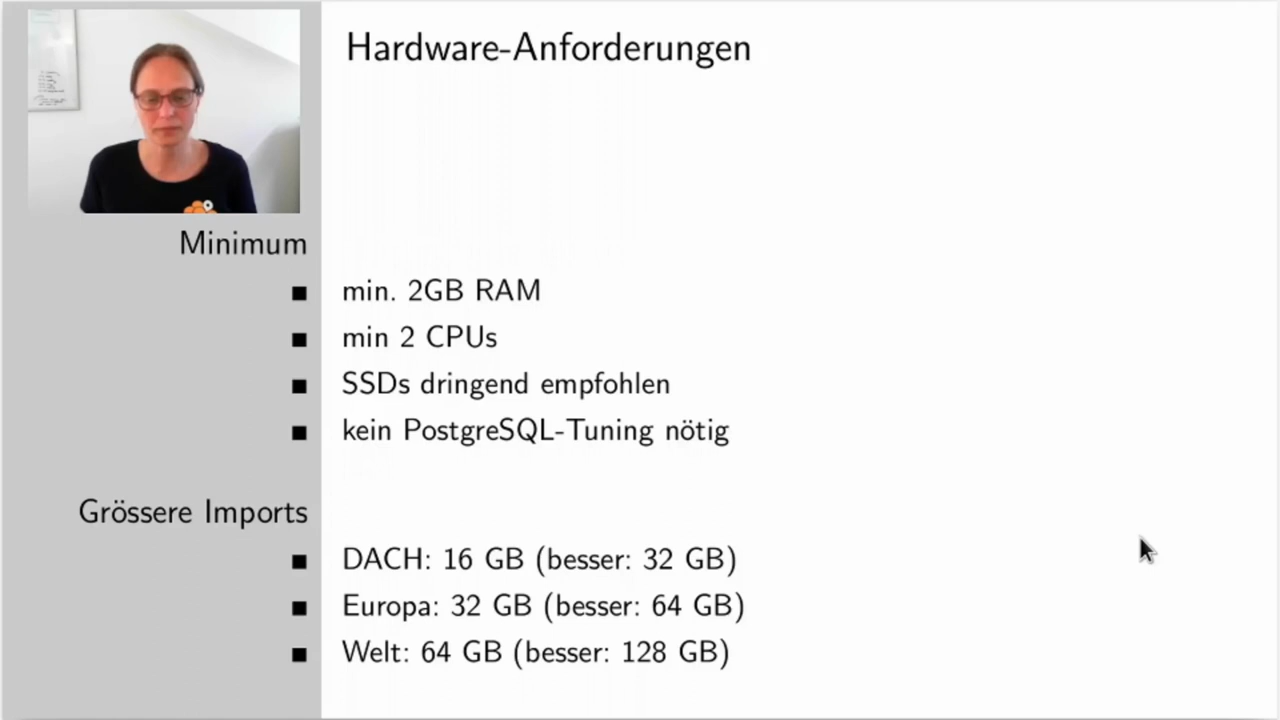 Hardware-Anforderungen
Minimum
■ min. 2GB RAM
■ min 2 CPUs
■ SSDs dringend empfohlen
■ kein PostgreSQL-Tuning nötig
Grössere Imports
■ DACH: 16 GB (besser: 32 GB)
■ Europa: 32 GB (besser: 64 GB)
■ Welt: 64 GB (besser: 128 GB)